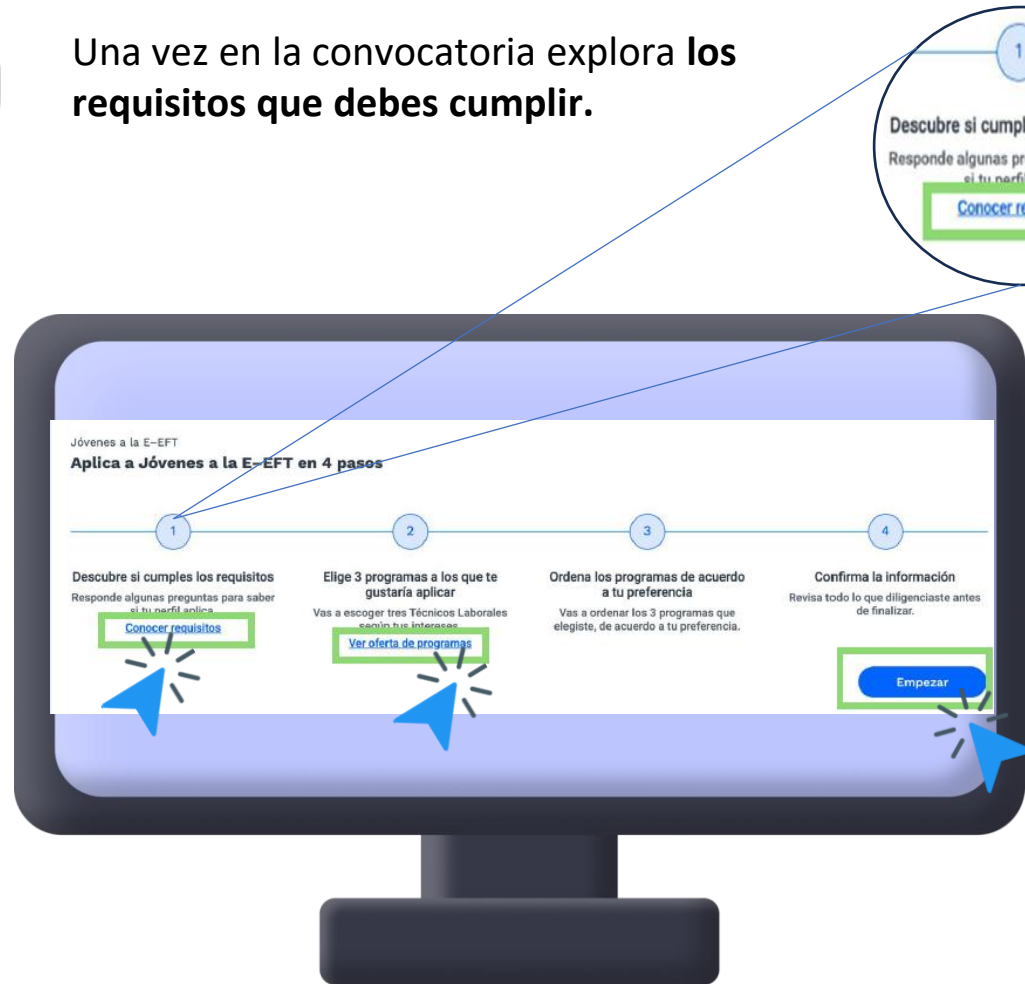 Una vez en la convocatoria explora los
requisitos que debes cumplir.
1
Descubre si cumpl
Responde algunas pr
si tu perfi
Conocer re
Jóvenes a la E–EFT
Aplica a Jóvenes a la E–EFT en 4 pasos
1
2
3
4
Descubre si cumples los requisitos
Responde algunas preguntas para saber
si tu perfil aplica.
Conocer requisitos
Elige 3 programas a los que te
gustaría aplicar
Vas a escoger tres Técnicos Laborales
según tus intereses.
Ver oferta de programas
Ordena los programas de acuerdo
a tu preferencia
Vas a ordenar los 3 programas que
elegiste, de acuerdo a tu preferencia.
Confirma la información
Revisa todo lo que diligenciaste antes
de finalizar.
Empezar